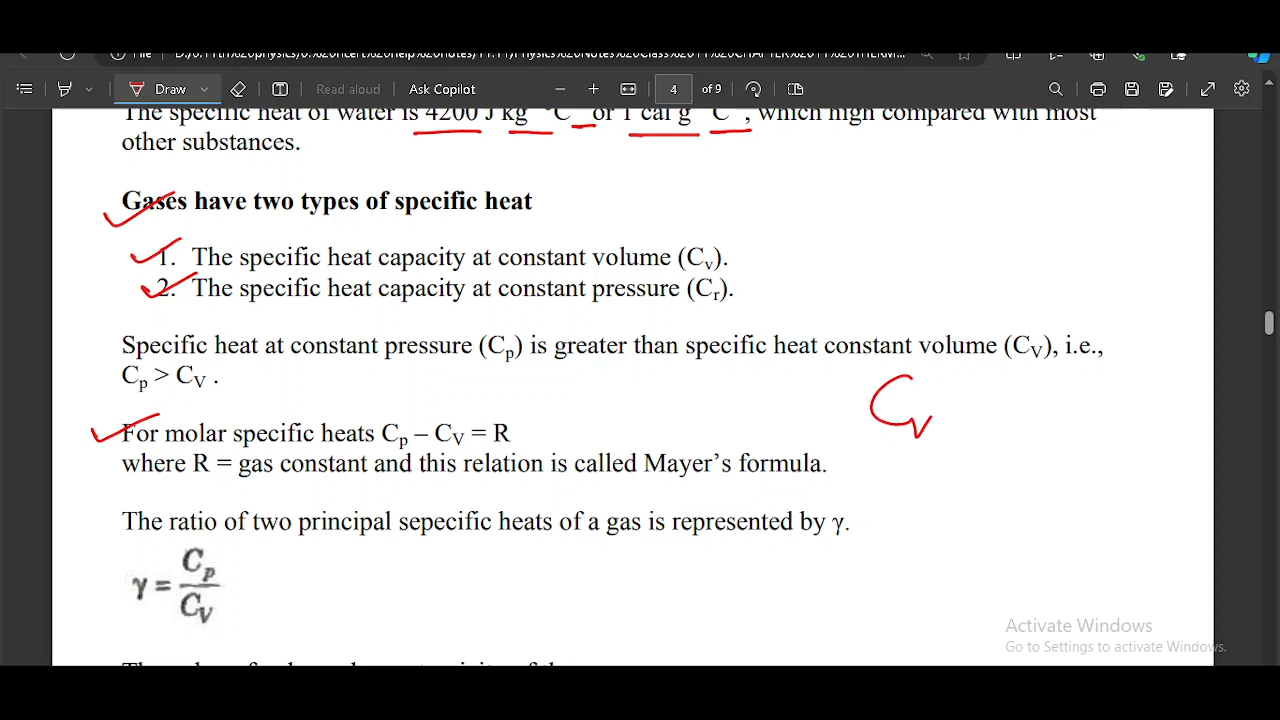 Draw
Read aloud
Ask Copilot
4
of 9
The specific heat of water is 4200 J kg °C or 1 cal g °C , which high compared with most
other substances.
Gases have two types of specific heat
1. The specific heat capacity at constant volume (Cv).
2. The specific heat capacity at constant pressure (Cr).
Specific heat at constant pressure (Cp) is greater than specific heat constant volume (CV), i.e.,
Cp > CV .
Cv
For molar specific heats Cp – CV = R
where R = gas constant and this relation is called Mayer’s formula.
The ratio of two principal sepecific heats of a gas is represented by γ.
γ = Cp
CV
Activate Windows
Go to Settings to activate Windows.